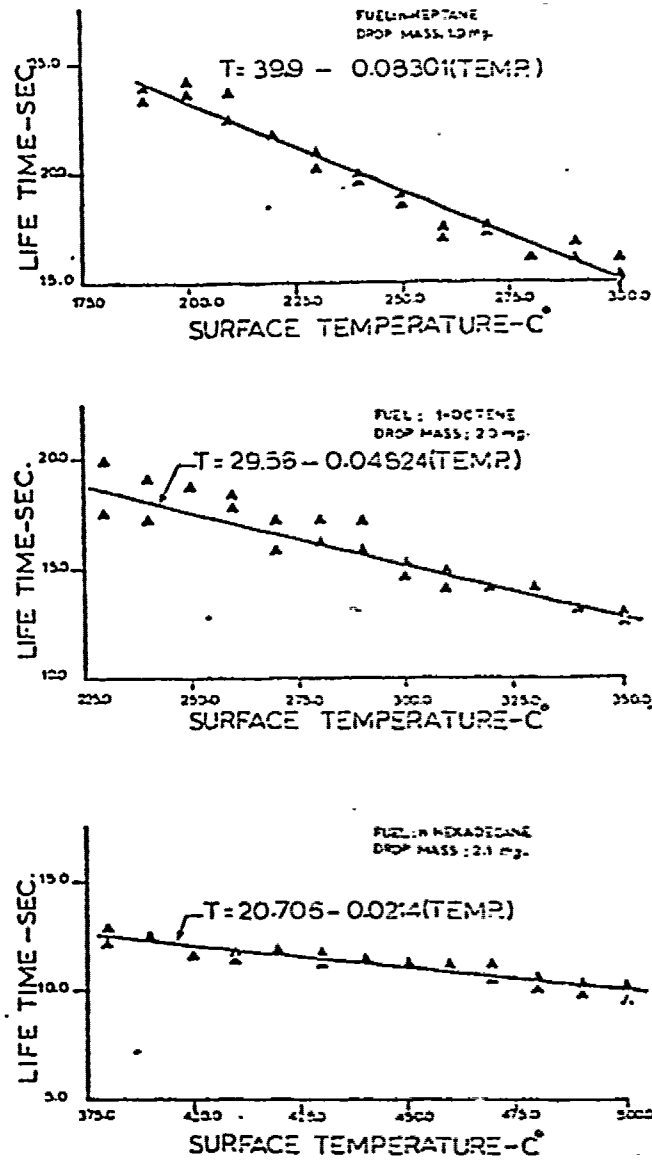 FUEL:n-HEPTANE
DROP MASS: 1.9 mg.
T= 39.9 - 0.08301(TEMP.)
LIFE TIME-SEC.
25.0
20.0
15.0
175.0 200.0 225.0 250.0 275.0 300.0
SURFACE TEMPERATURE-C°
FUEL: 1-OCTENE
DROP MASS: 2.0 mg.
T= 29.56 - 0.04624(TEMP.)
LIFE TIME-SEC.
20.0
15.0
10.0
225.0 250.0 275.0 300.0 325.0 350.0
SURFACE TEMPERATURE-C°
FUEL:n HEXADECANE
DROP MASS: 2.1 mg.
T= 20.706 - 0.0214(TEMP.)
LIFE TIME-SEC.
15.0
10.0
5.0
375.0 425.0 450.0 475.0 500.0
SURFACE TEMPERATURE-C°